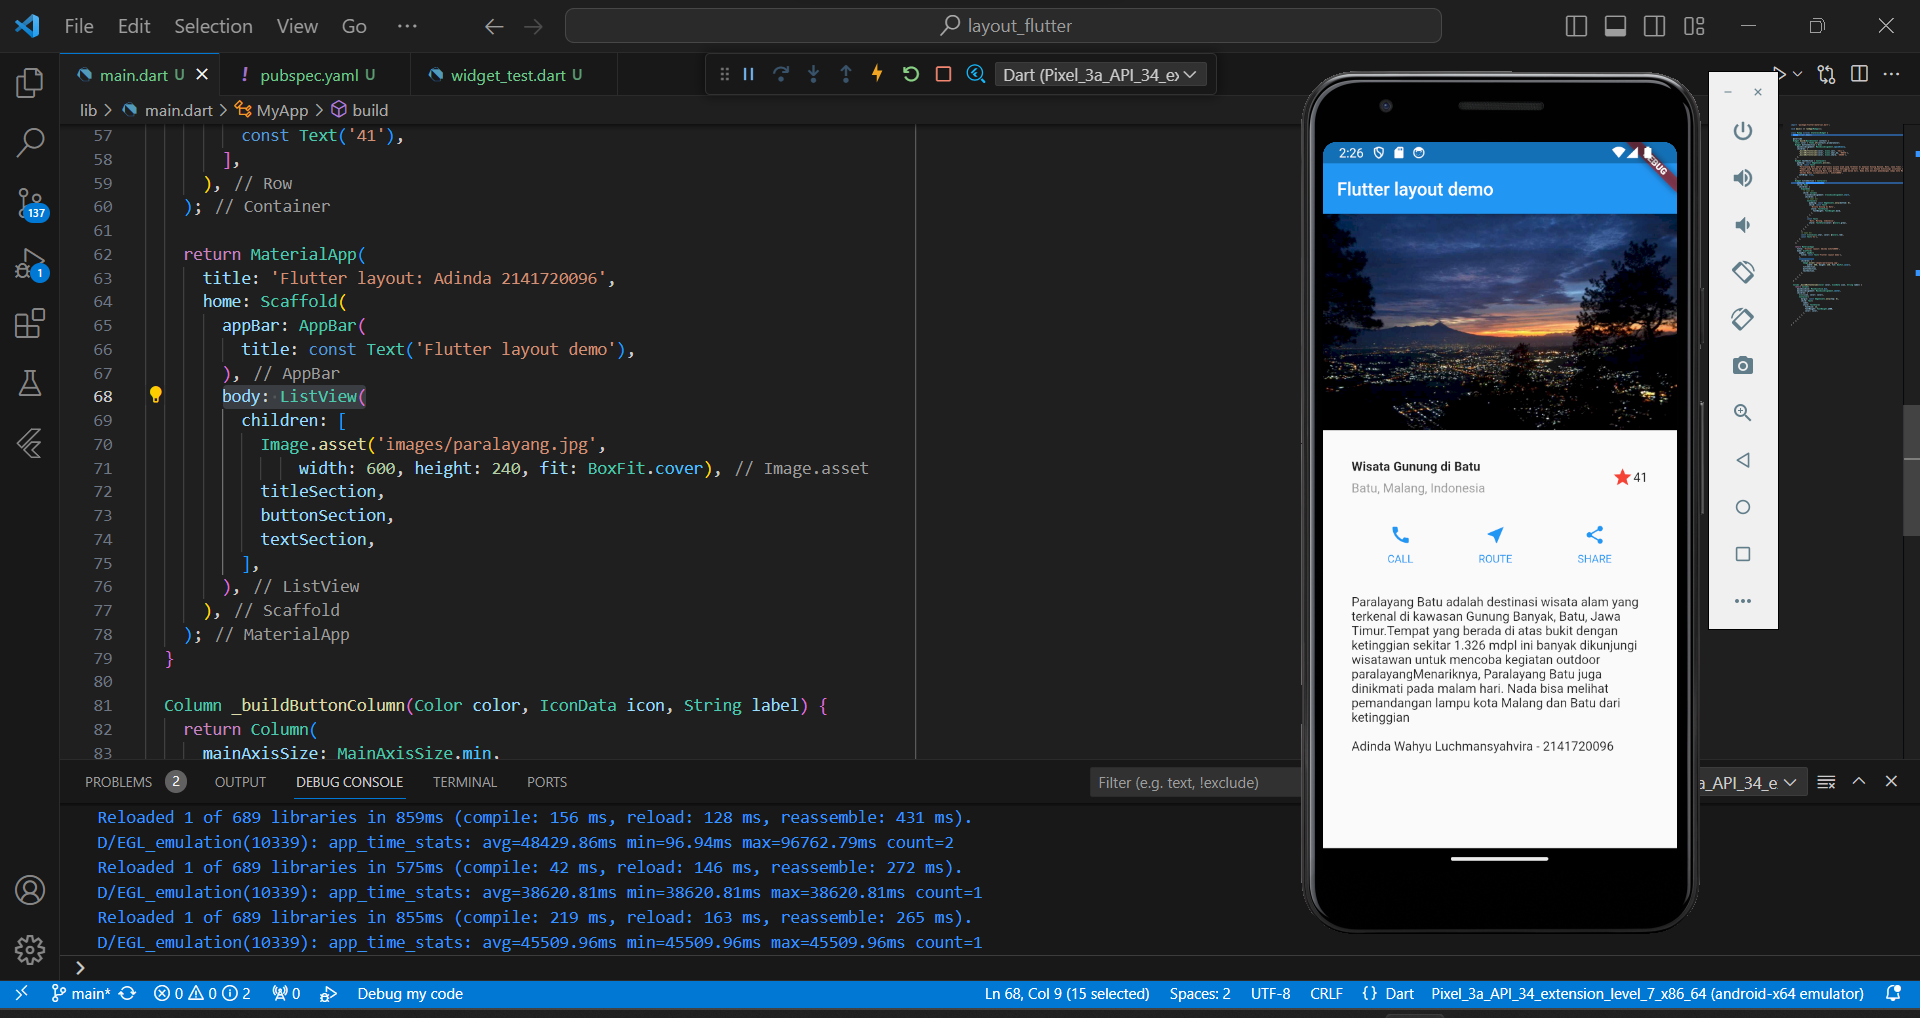 File Edit Selection View Go ··· layout_flutter
main.dart U
! pubspec.yaml U
widget_test.dart U
Dart (Pixel_3a_API_34_ex
lib > main.dart > MyApp > build
57 const Text('41'),
58 ],
59 ), // Row
60 ); // Container
61
62 return MaterialApp(
63 title: 'Flutter layout: Adinda 2141720096',
64 home: Scaffold(
65 appBar: AppBar(
66 title: const Text('Flutter layout demo'),
67 ), // AppBar
68 body: ListView(
69 children: [
70 Image.asset('images/paralayang.jpg',
71 width: 600, height: 240, fit: BoxFit.cover), // Image.asset
72 titleSection,
73 buttonSection,
74 textSection,
75 ],
76 ), // ListView
77 ), // Scaffold
78 ); // MaterialApp
79 }
80
81 Column _buildButtonColumn(Color color, IconData icon, String label) {
82 return Column(
83 mainAxisSize: MainAxisSize.min,
137
1
2:26
DEBUG
Flutter layout demo
Wisata Gunung di Batu
Batu, Malang, Indonesia
41
CALL ROUTE SHARE
Paralayang Batu adalah destinasi wisata alam yang
terkenal di kawasan Gunung Banyak, Batu, Jawa
Timur.Tempat yang berada di atas bukit dengan
ketinggian sekitar 1.326 mdpl ini banyak dikunjungi
wisatawan untuk mencoba kegiatan outdoor
paralayangMenariknya, Paralayang Batu juga
dinikmati pada malam hari. Nada bisa melihat
pemandangan lampu kota Malang dan Batu dari
ketinggian
Adinda Wahyu Luchmansyahvira - 2141720096
PROBLEMS 2 OUTPUT DEBUG CONSOLE TERMINAL PORTS
Filter (e.g. text, !exclude)
a_API_34_e
Reloaded 1 of 689 libraries in 859ms (compile: 156 ms, reload: 128 ms, reassemble: 431 ms).
D/EGL_emulation(10339): app_time_stats: avg=48429.86ms min=96.94ms max=96762.79ms count=2
Reloaded 1 of 689 libraries in 575ms (compile: 42 ms, reload: 146 ms, reassemble: 272 ms).
D/EGL_emulation(10339): app_time_stats: avg=38620.81ms min=38620.81ms max=38620.81ms count=1
Reloaded 1 of 689 libraries in 855ms (compile: 219 ms, reload: 163 ms, reassemble: 265 ms).
D/EGL_emulation(10339): app_time_stats: avg=45509.96ms min=45509.96ms max=45509.96ms count=1
>
main* 0 0 2 0 Debug my code Ln 68, Col 9 (15 selected) Spaces: 2 UTF-8 CRLF {} Dart Pixel_3a_API_34_extension_level_7_x86_64 (android-x64 emulator)